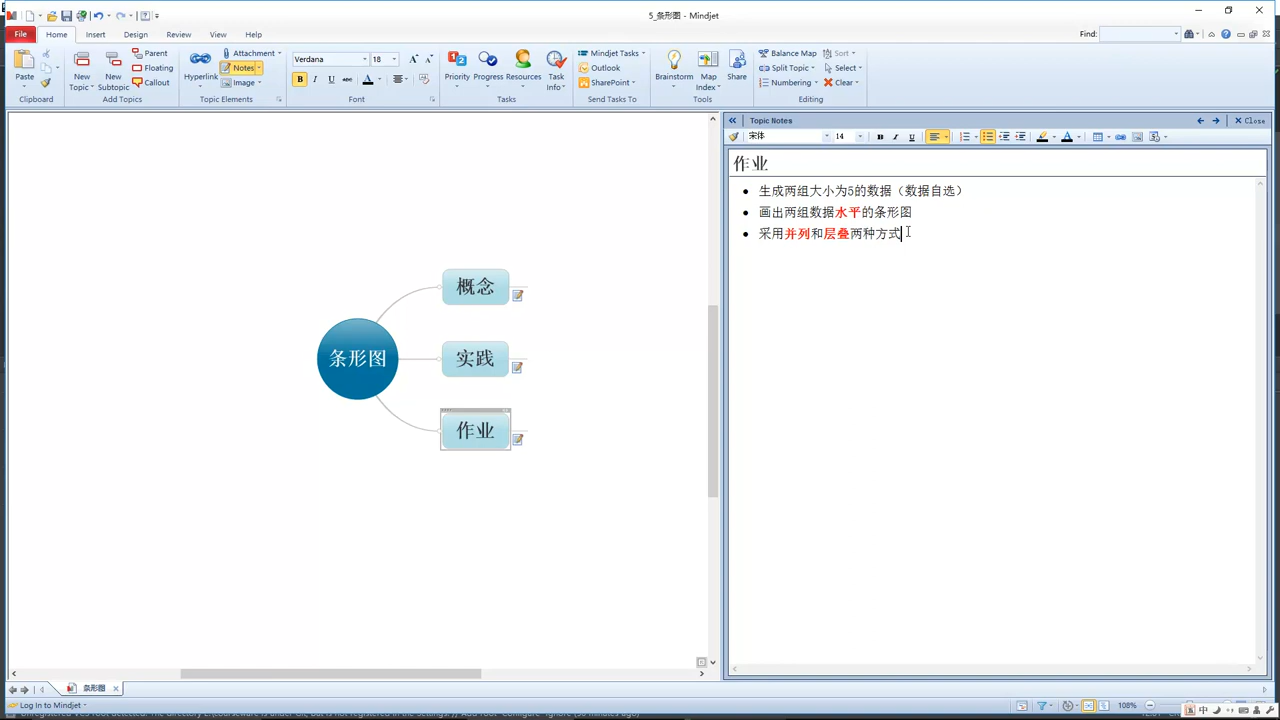 5_条形图 - Mindjet
File Home Insert Design Review View Help Find:
Paste
Clipboard
New Topic
New Subtopic
Parent
Floating
Callout
Add Topics
Hyperlink
Attachment
Notes
Image
Topic Elements
Verdana 18
Font
Priority
Progress
Resources
Task Info
Tasks
Mindjet Tasks
Outlook
SharePoint
Send Tasks To
Brainstorm
Map Index
Share
Tools
Balance Map
Split Topic
Numbering
Sort
Select
Clear
Editing
条形图
概念
实践
作业
Topic Notes
Close
宋体 14
作业
生成两组大小为5的数据（数据自选）
画出两组数据水平的条形图
采用并列和层叠两种方式
条形图
Log In to Mindjet
108%
中